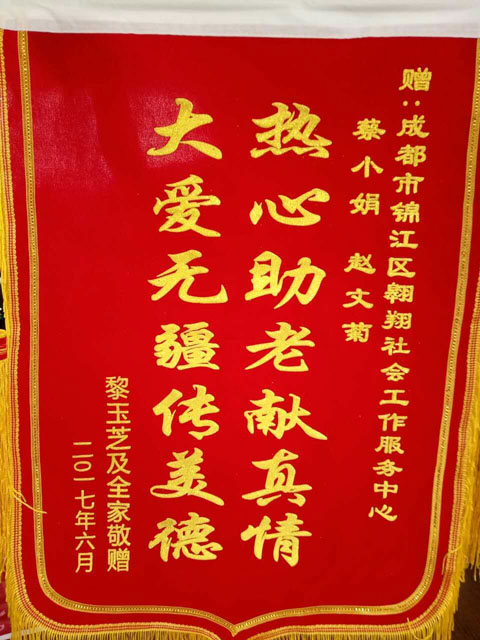 赠:成都市锦江区翱翔社会工作服务中心
蔡小娟 赵文菊
热心助老献真情
大爱无疆传美德
黎玉芝及全家敬赠
二〇一七年六月